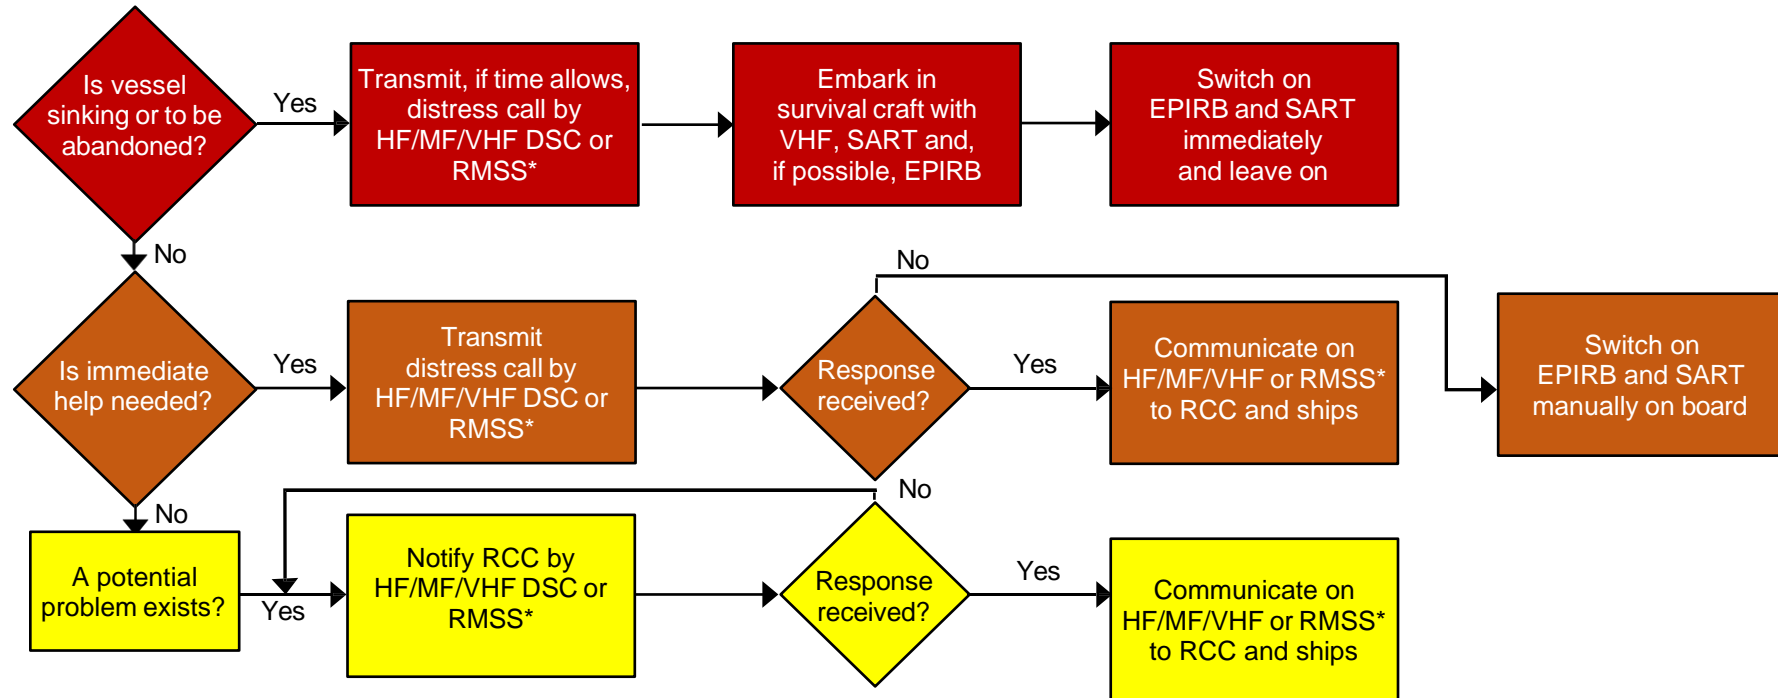 Is vessel
sinking or to be
abandoned?
Yes
Transmit, if time allows,
distress call by
HF/MF/VHF DSC or
RMSS*
Embark in
survival craft with
VHF, SART and,
if possible, EPIRB
Switch on
EPIRB and SART
immediately
and leave on
No
Is immediate
help needed?
Yes
Transmit
distress call by
HF/MF/VHF DSC or
RMSS*
Response
received?
No
Yes
Communicate on
HF/MF/VHF or RMSS*
to RCC and ships
Switch on
EPIRB and SART
manually on board
No
A potential
problem exists?
Yes
Notify RCC by
HF/MF/VHF DSC or
RMSS*
Response
received?
No
Yes
Communicate on
HF/MF/VHF or RMSS*
to RCC and ships